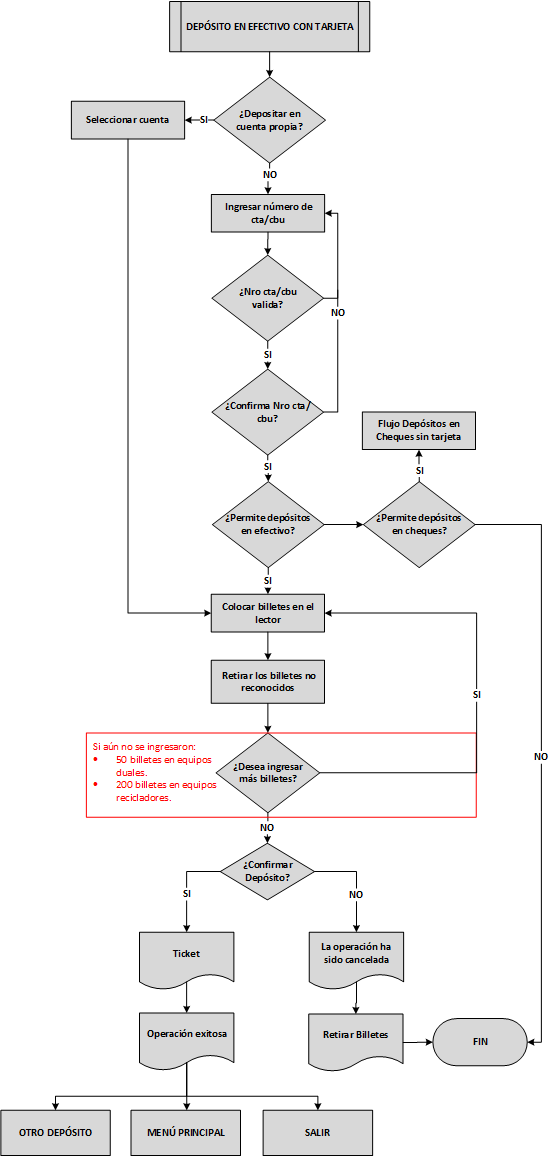 DEPÓSITO EN EFECTIVO CON TARJETA
¿Depositar en
cuenta propia?
SI
Seleccionar cuenta
NO
Ingresar número de
cta/cbu
¿Nro cta/cbu
valida?
NO
SI
¿Confirma Nro cta/
cbu?
SI
Flujo Depósitos en
Cheques sin tarjeta
SI
¿Permite depósitos
en efectivo?
¿Permite depósitos
en cheques?
SI
Colocar billetes en el
lector
Retirar los billetes no
reconocidos
SI
NO
Si aún no se ingresaron:
• 50 billetes en equipos
duales.
• 200 billetes en equipos
recicladores.
¿Desea ingresar
más billetes?
NO
¿Confirmar
Depósito?
SI
NO
Ticket
La operación ha
sido cancelada
Operación exitosa
Retirar Billetes
FIN
OTRO DEPÓSITO
MENÚ PRINCIPAL
SALIR